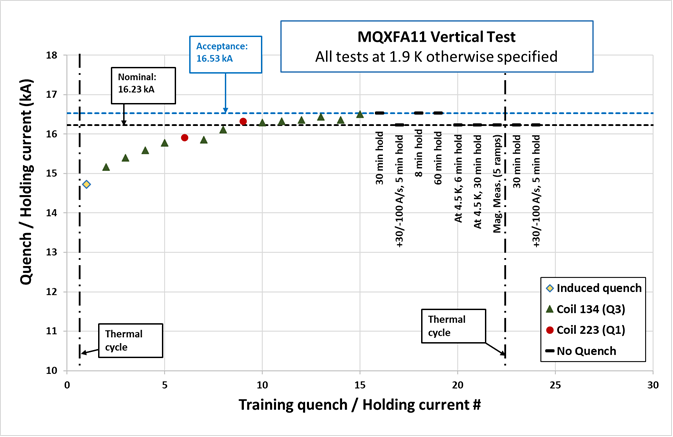 MQXFA11 Vertical Test
All tests at 1.9 K otherwise specified
Acceptance:
16.53 kA
Nominal:
16.23 kA
Quench / Holding current (kA)
18
17
16
15
14
13
12
11
10
30 min hold
+30/-100 A/s, 5 min hold
8 min hold
60 min hold
At 4.5 K, 6 min hold
At 4.5 K, 30 min hold
Mag. Meas. (5 ramps)
30 min hold
+30/-100 A/s, 5 min hold
Induced quench
Coil 134 (Q3)
Coil 223 (Q1)
No Quench
Thermal
cycle
Thermal
cycle
0
5
10
15
20
25
30
Training quench / Holding current #